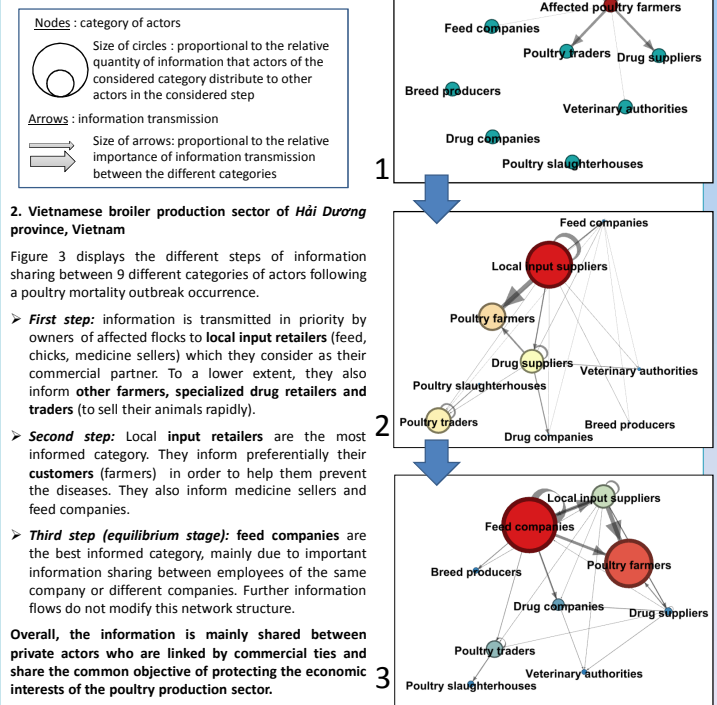 Nodes : category of actors
Size of circles : proportional to the relative
quantity of information that actors of the
considered category distribute to other
actors in the considered step
Arrows : information transmission
Size of arrows: proportional to the relative
importance of information transmission
between the different categories
2. Vietnamese broiler production sector of Hải Dương
province, Vietnam
Figure 3 displays the different steps of information
sharing between 9 different categories of actors following
a poultry mortality outbreak occurrence.
➢ First step: information is transmitted in priority by
owners of affected flocks to local input retailers (feed,
chicks, medicine sellers) which they consider as their
commercial partner. To a lower extent, they also
inform other farmers, specialized drug retailers and
traders (to sell their animals rapidly).
➢ Second step: Local input retailers are the most
informed category. They inform preferentially their
customers (farmers) in order to help them prevent
the diseases. They also inform medicine sellers and
feed companies.
➢ Third step (equilibrium stage): feed companies are
the best informed category, mainly due to important
information sharing between employees of the same
company or different companies. Further information
flows do not modify this network structure.
Overall, the information is mainly shared between
private actors who are linked by commercial ties and
share the common objective of protecting the economic
interests of the poultry production sector.
Affected poultry farmers
Feed companies
Poultry traders
Drug suppliers
Breed producers
Veterinary authorities
Drug companies
Poultry slaughterhouses
1
Feed companies
Local input suppliers
Poultry farmers
Drug suppliers
Veterinary authorities
Poultry slaughterhouses
Poultry traders
Breed producers
Drug companies
2
Local input suppliers
Feed companies
Poultry farmers
Breed producers
Drug companies
Drug suppliers
Poultry traders
Veterinary authorities
Poultry slaughterhouses
3